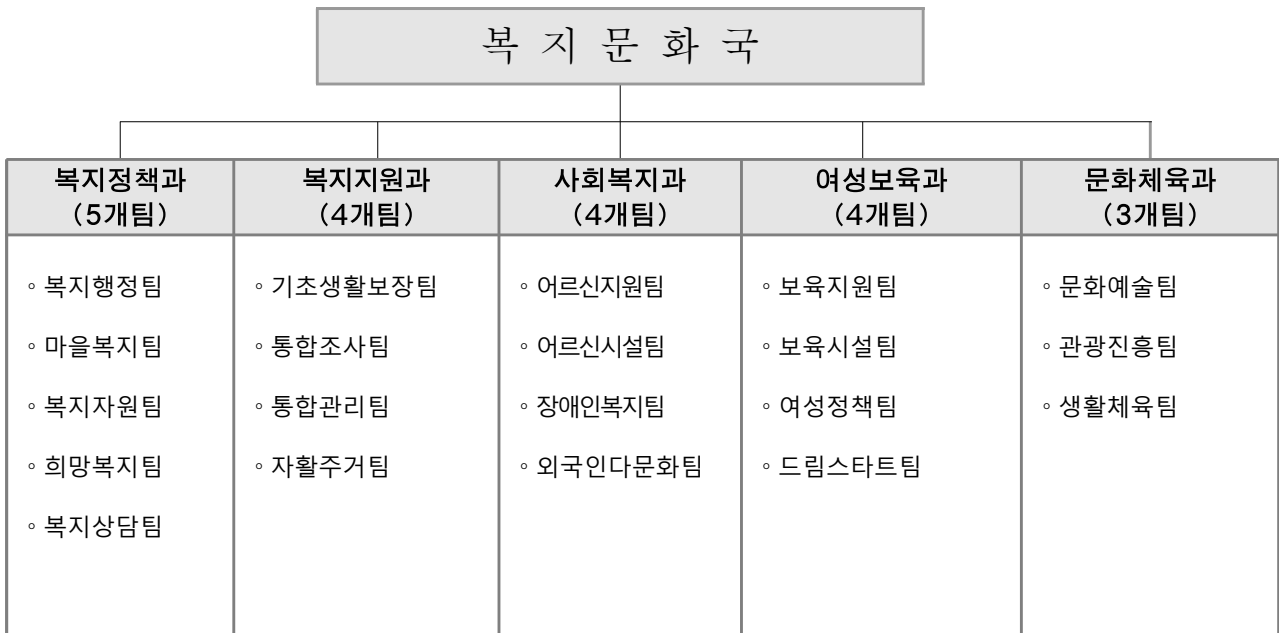 복 지 문 화 국
복지정책과
(5개팀)
◦ 복지행정팀
◦ 마을복지팀
◦ 복지자원팀
◦ 희망복지팀
◦ 복지상담팀
복지지원과
(4개팀)
◦ 기초생활보장팀
◦ 통합조사팀
◦ 통합관리팀
◦ 자활주거팀
사회복지과
(4개팀)
◦ 어르신지원팀
◦ 어르신시설팀
◦ 장애인복지팀
◦ 외국인다문화팀
여성보육과
(4개팀)
◦ 보육지원팀
◦ 보육시설팀
◦ 여성정책팀
◦ 드림스타트팀
문화체육과
(3개팀)
◦ 문화예술팀
◦ 관광진흥팀
◦ 생활체육팀